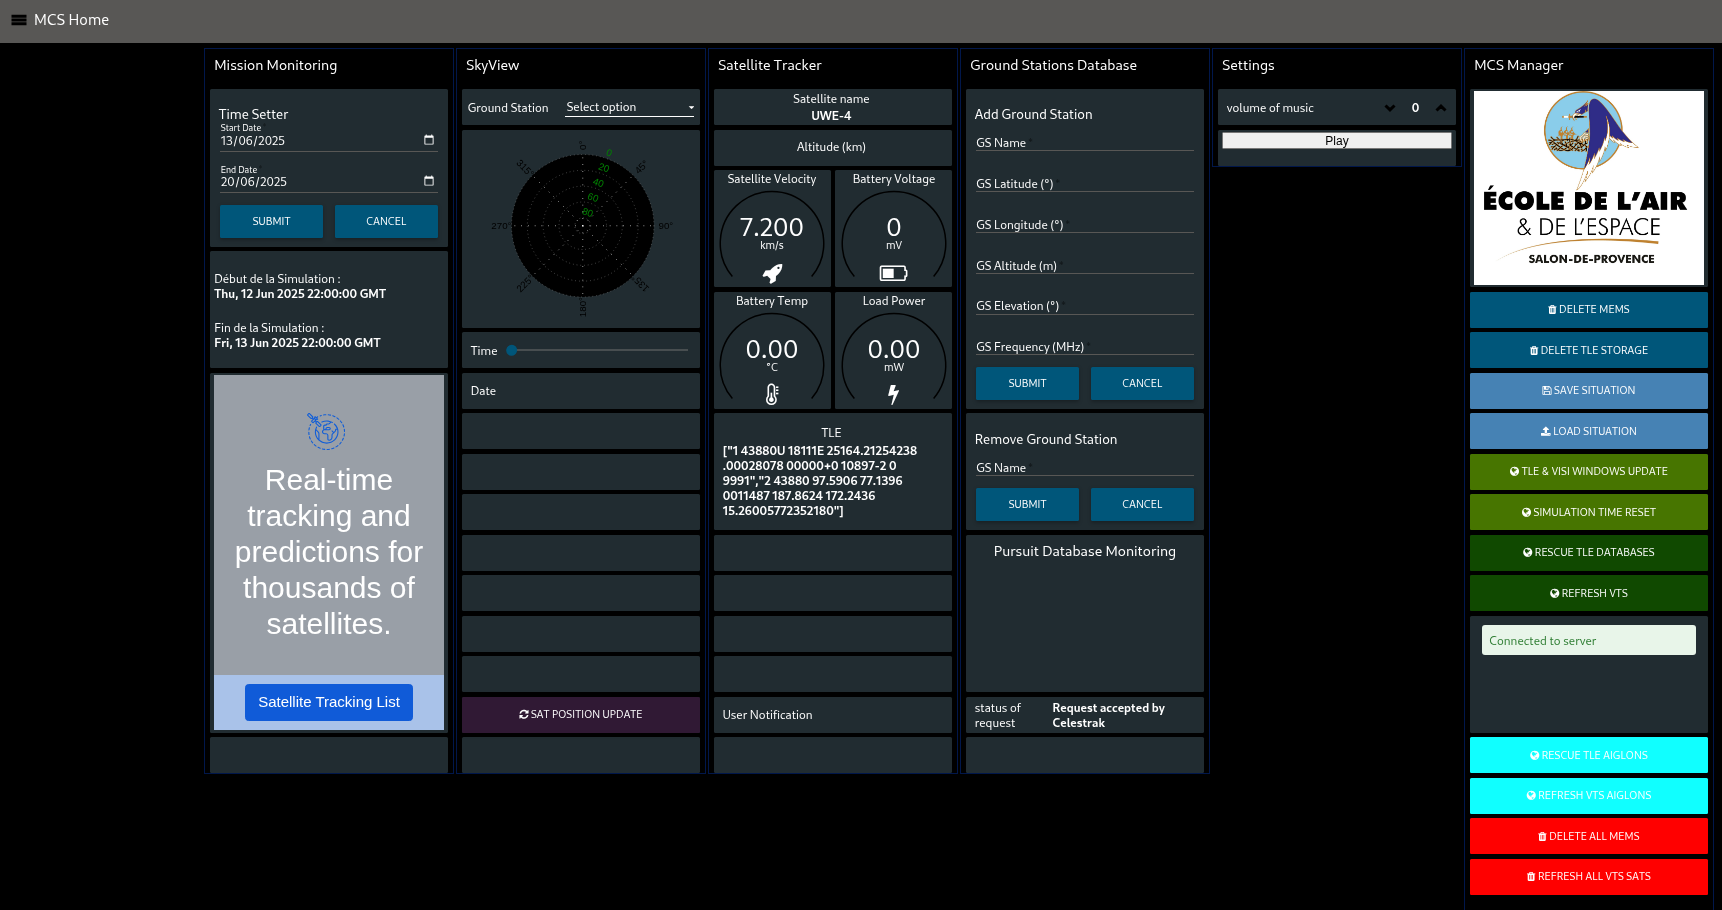 MCS Home
Mission Monitoring
Time Setter
Start Date
13/06/2025
End Date
20/06/2025
SUBMIT
CANCEL
Début de la Simulation :
Thu, 12 Jun 2025 22:00:00 GMT
Fin de la Simulation :
Fri, 13 Jun 2025 22:00:00 GMT
Real-time
tracking and
predictions for
thousands of
satellites.
Satellite Tracking List
SkyView
Ground Station
Select option
0°
45°
90°
135°
180°
225°
270°
315°
0
20
40
60
80
Time
Date
SAT POSITION UPDATE
Satellite Tracker
Satellite name
UWE-4
Altitude (km)
Satellite Velocity
7.200
km/s
Battery Voltage
0
mV
Battery Temp
0.00
°C
Load Power
0.00
mW
TLE
["1 43880U 18111E 25164.21254238
.00028078 00000+0 10897-2 0
9991","2 43880 97.5906 77.1396
0011487 187.8624 172.2436
15.26005772352180"]
User Notification
Ground Stations Database
Add Ground Station
GS Name
GS Latitude (°)
GS Longitude (°)
GS Altitude (m)
GS Elevation (°)
GS Frequency (MHz)
SUBMIT
CANCEL
Remove Ground Station
GS Name
SUBMIT
CANCEL
Pursuit Database Monitoring
status of
request
Request accepted by
Celestrak
Settings
volume of music
0
Play
MCS Manager
ÉCOLE DE L'AIR
& DE L'ESPACE
SALON-DE-PROVENCE
DELETE MEMS
DELETE TLE STORAGE
SAVE SITUATION
LOAD SITUATION
TLE & VISI WINDOWS UPDATE
SIMULATION TIME RESET
RESCUE TLE DATABASES
REFRESH VTS
Connected to server
RESCUE TLE AIGLONS
REFRESH VTS AIGLONS
DELETE ALL MEMS
REFRESH ALL VTS SATS